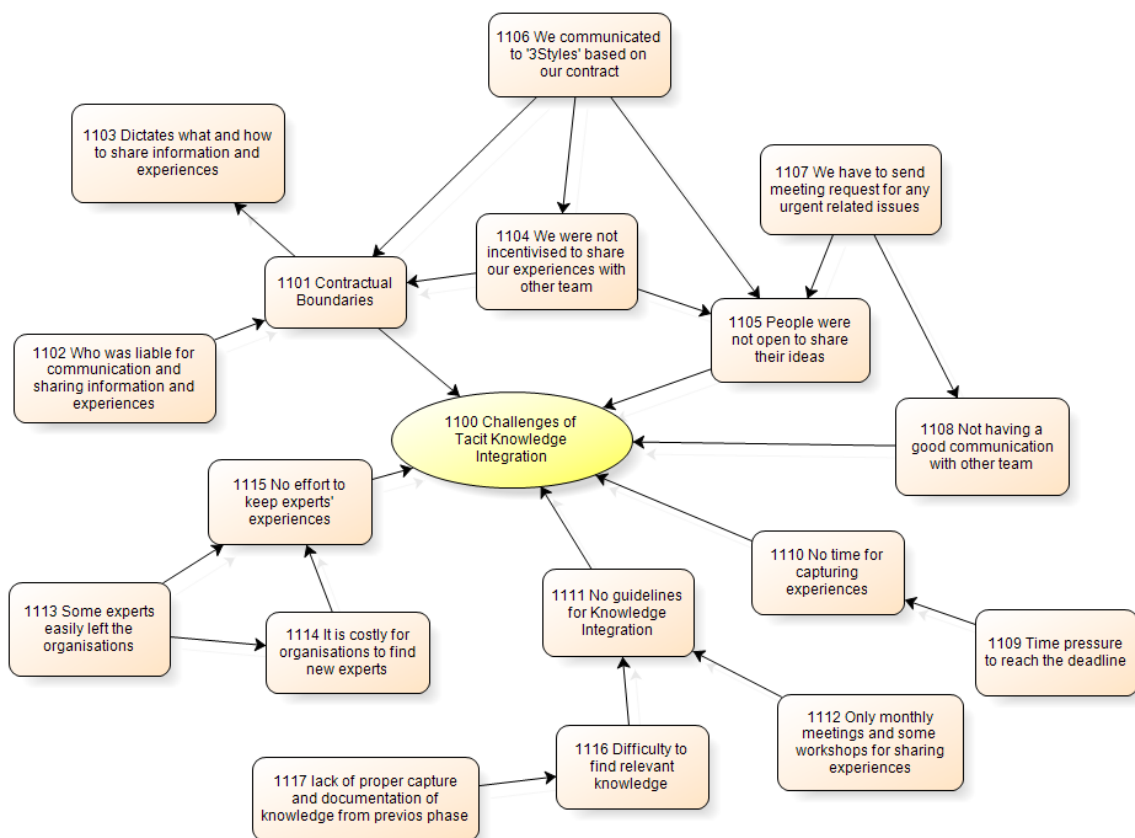 1106 We communicated
to '3Styles' based on
our contract
1103 Dictates what and how
to share information and
experiences
1107 We have to send
meeting request for any
urgent related issues
1104 We were not
incentivised to share
our experiences with
other team
1101 Contractual
Boundaries
1105 People were
not open to share
their ideas
1102 Who was liable for
communication and
sharing information and
experiences
1100 Challenges of
Tacit Knowledge
Integration
1108 Not having a
good communication
with other team
1115 No effort to
keep experts'
experiences
1110 No time for
capturing
experiences
1111 No guidelines
for Knowledge
Integration
1113 Some experts
easily left the
organisations
1114 It is costly for
organisations to find
new experts
1109 Time pressure
to reach the deadline
1112 Only monthly
meetings and some
workshops for sharing
experiences
1116 Difficulty to
find relevant
knowledge
1117 lack of proper capture
and documentation of
knowledge from previos phase